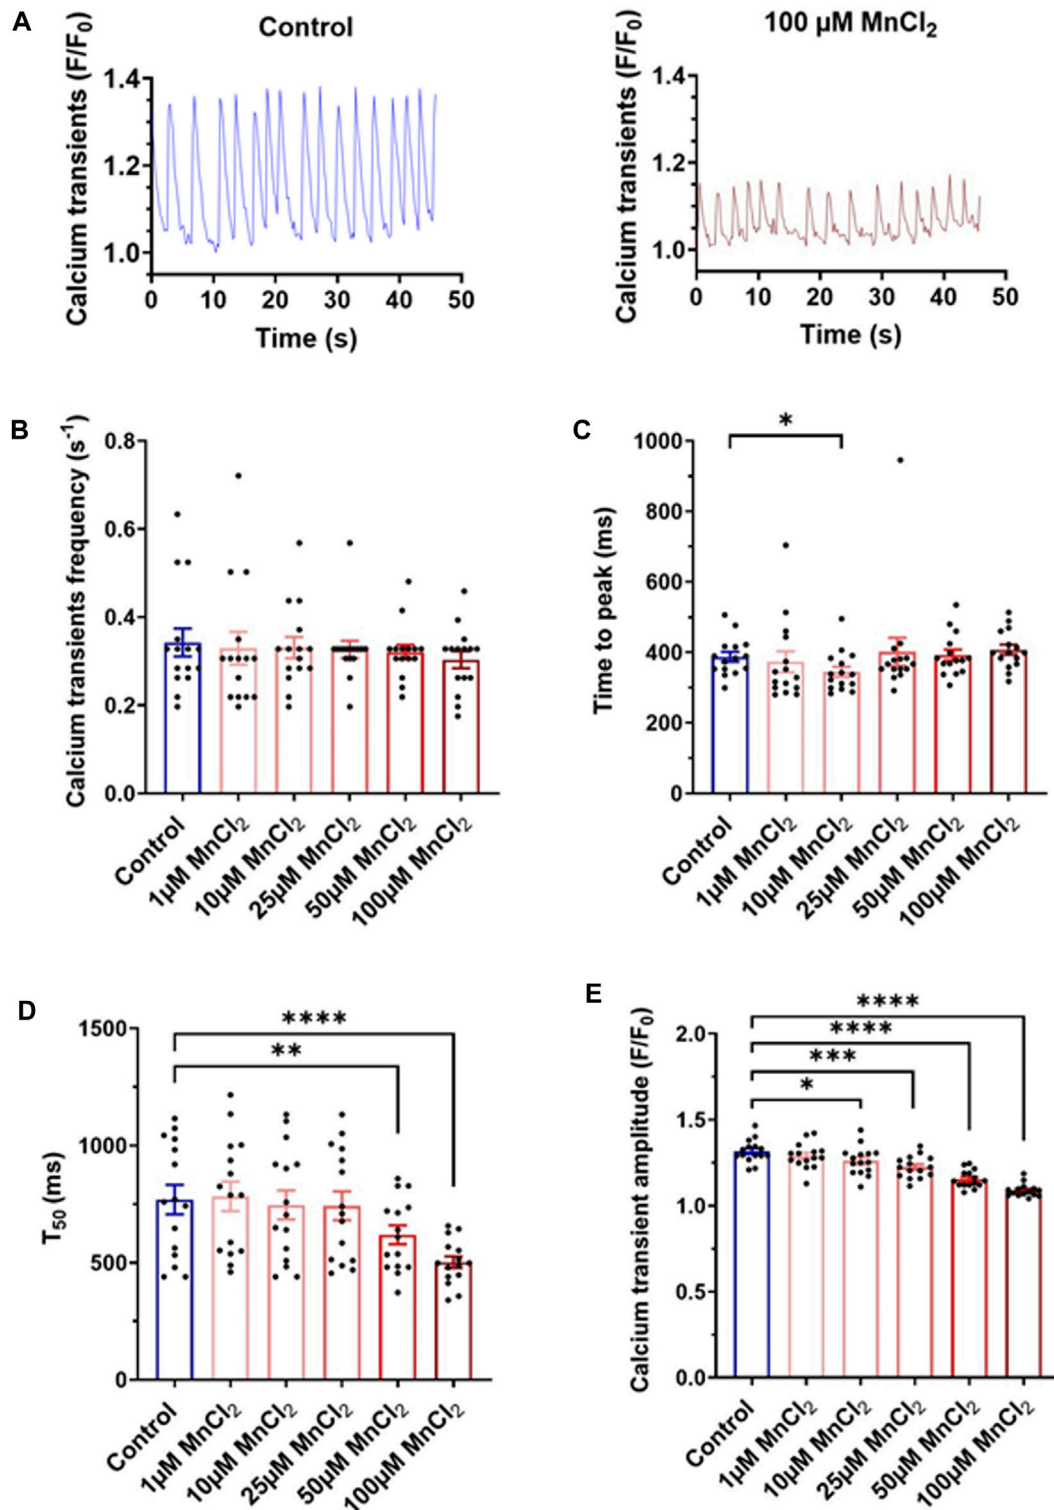 A
Control
100 µM MnCl2
Calcium transients (F/F0)
1.4
1.2
1.0
0 10 20 30 40 50
Time (s)
Calcium transients (F/F0)
1.4
1.2
1.0
0 10 20 30 40 50
Time (s)
B
Calcium transients frequency (s-1)
0.8
0.6
0.4
0.2
0.0
Control
1µM MnCl2
10µM MnCl2
25µM MnCl2
50µM MnCl2
100µM MnCl2
C
Time to peak (ms)
*
1000
800
600
400
200
0
Control
1µM MnCl2
10µM MnCl2
25µM MnCl2
50µM MnCl2
100µM MnCl2
D
T50 (ms)
****
**
1500
1000
500
0
Control
1µM MnCl2
10µM MnCl2
25µM MnCl2
50µM MnCl2
100µM MnCl2
E
Calcium transient amplitude (F/F0)
****
****
***
*
2.0
1.5
1.0
0.5
0.0
Control
1µM MnCl2
10µM MnCl2
25µM MnCl2
50µM MnCl2
100µM MnCl2